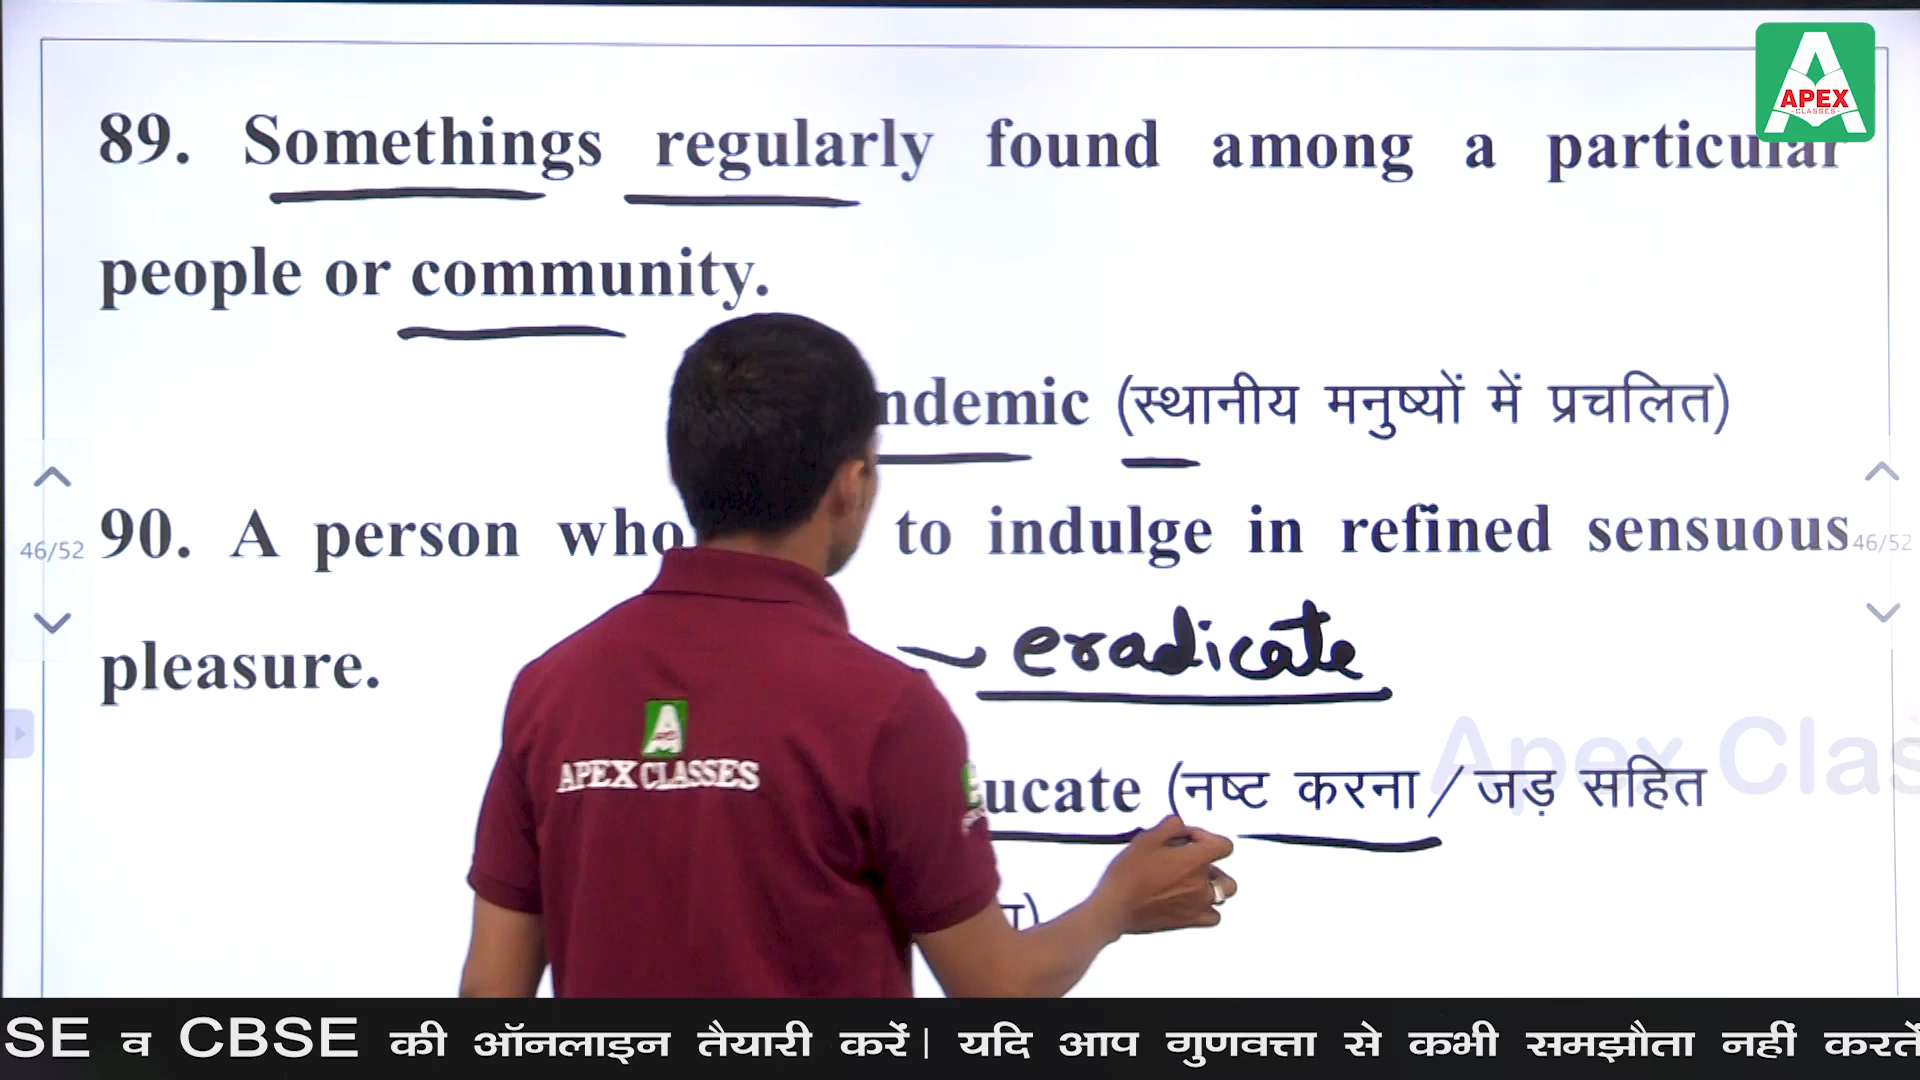 APEX
CLASSES
89. Somethings regularly found among a particular
people or community.
ndemic (स्थानीय मनुष्यों में प्रचलित)
46/52
90. A person who to indulge in refined sensuous
46/52
pleasure.
eradicate
Apex Clas
ucate (नष्ट करना/जड़ सहित
APEX CLASSES
SE व CBSE की ऑनलाइन तैयारी करें| यदि आप गुणवत्ता से कभी समझौता नहीं करते